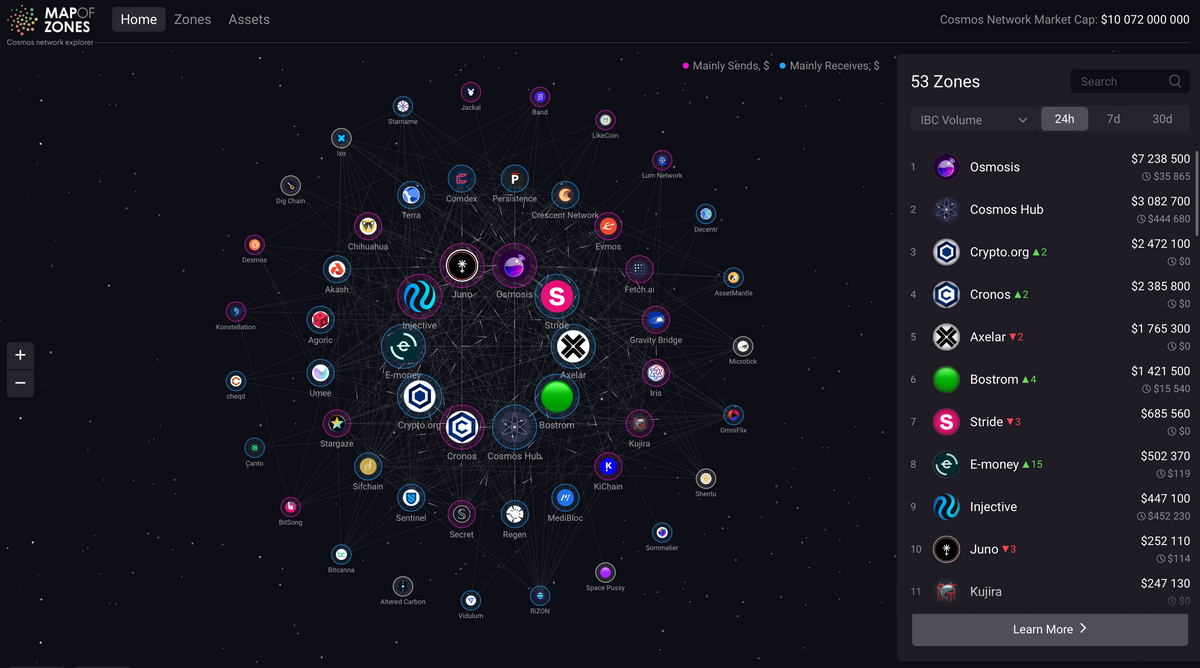 MAPOF
ZONES
Cosmos network explorer
Home
Zones
Assets
Cosmos Network Market Cap: $10 072 000 000
Mainly Sends, $
Mainly Receives, $
Jackal
Band
Starname
LikeCoin
Ixo
Lum Network
Dig Chain
Comdex
Persistence
Terra
Crescent Network
Decentr
Chihuahua
Evmos
Desmos
Akash
Juno
Osmosis
Fetch.ai
AssetMantle
Konstellation
Agoric
Injective
Stride
Gravity Bridge
Microtick
E-money
Axelar
cheqd
Umee
Iris
OmniFlix
Crypto.org
Bostrom
Stargaze
Cronos
Cosmos Hub
Kujira
Canto
Sifchain
KiChain
Shentu
BitSong
Sentinel
Secret
Regen
MediBloc
Sommelier
Bitcanna
Altered Carbon
Vidulum
RiZON
Space Pussy
+
−
53 Zones
Search
IBC Volume
24h
7d
30d
1
Osmosis
$7 238 500
$35 865
2
Cosmos Hub
$3 082 700
$444 680
3
Crypto.org ▲2
$2 472 100
$0
4
Cronos ▲2
$2 385 800
$0
5
Axelar ▼2
$1 765 300
$0
6
Bostrom ▲4
$1 421 500
$15 540
7
Stride ▼3
$685 560
$0
8
E-money ▲15
$502 370
$119
9
Injective
$447 100
$452 230
10
Juno ▼3
$252 110
$114
11
Kujira
$247 130
$0
Learn More